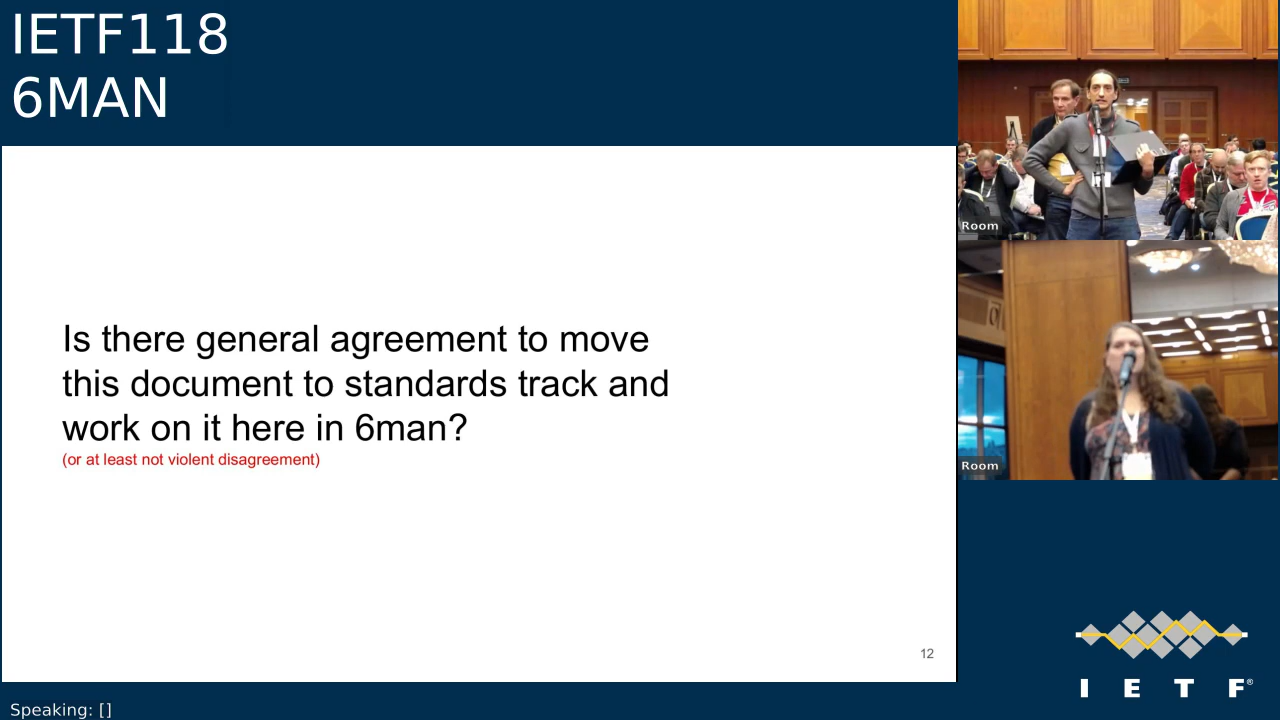 IETF118
6MAN
Room
Is there general agreement to move
this document to standards track and
work on it here in 6man?
(or at least not violent disagreement)
Room
12
I E T F®
Speaking: []